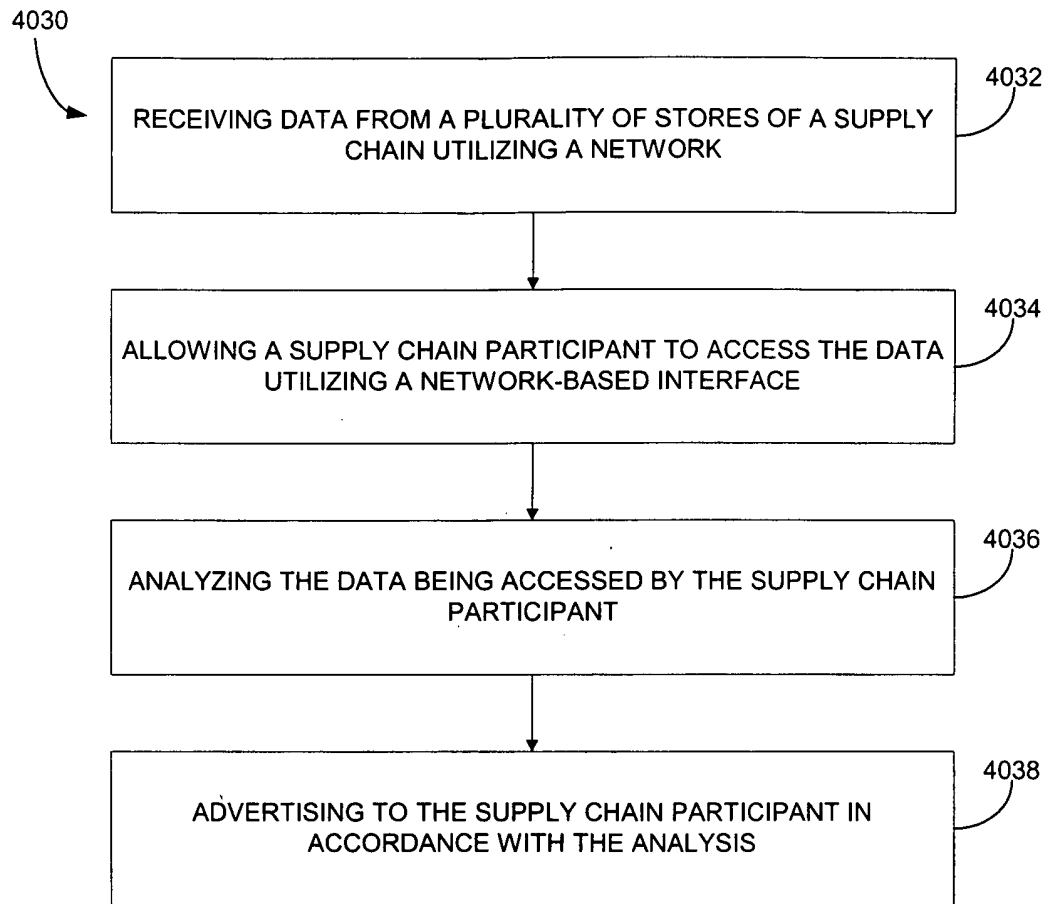 4030
4032
RECEIVING DATA FROM A PLURALITY OF STORES OF A SUPPLY
CHAIN UTILIZING A NETWORK
4034
ALLOWING A SUPPLY CHAIN PARTICIPANT TO ACCESS THE DATA
UTILIZING A NETWORK-BASED INTERFACE
4036
ANALYZING THE DATA BEING ACCESSED BY THE SUPPLY CHAIN
PARTICIPANT
4038
ADVERTISING TO THE SUPPLY CHAIN PARTICIPANT IN
ACCORDANCE WITH THE ANALYSIS